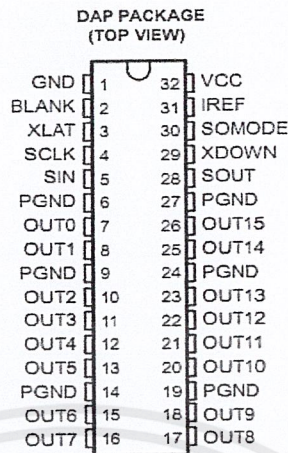 DAP PACKAGE
(TOP VIEW)
GND 1 32 VCC
BLANK 2 31 IREF
XLAT 3 30 SOMODE
SCLK 4 29 XDOWN
SIN 5 28 SOUT
PGND 6 27 PGND
OUT0 7 26 OUT15
OUT1 8 25 OUT14
PGND 9 24 PGND
OUT2 10 23 OUT13
OUT3 11 22 OUT12
OUT4 12 21 OUT11
OUT5 13 20 OUT10
PGND 14 19 PGND
OUT6 15 18 OUT9
OUT7 16 17 OUT8